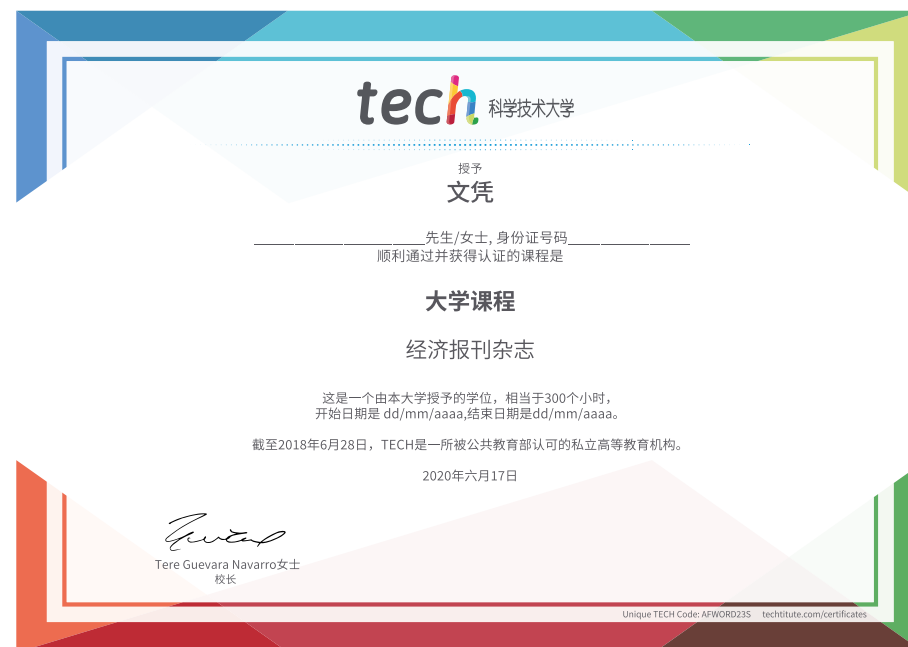 tech 科学技术大学
授予
文凭
先生/女士, 身份证号码
顺利通过并获得认证的课程是
大学课程
经济报刊杂志
这是一个由本大学授予的学位，相当于300个小时，
开始日期是 dd/mm/aaaa,结束日期是dd/mm/aaaa。
截至2018年6月28日，TECH是一所被公共教育部认可的私立高等教育机构。
2020年六月17日
Tere Guevara Navarro女士
校长
Unique TECH Code: AFWORD23S techtitute.com/certificates